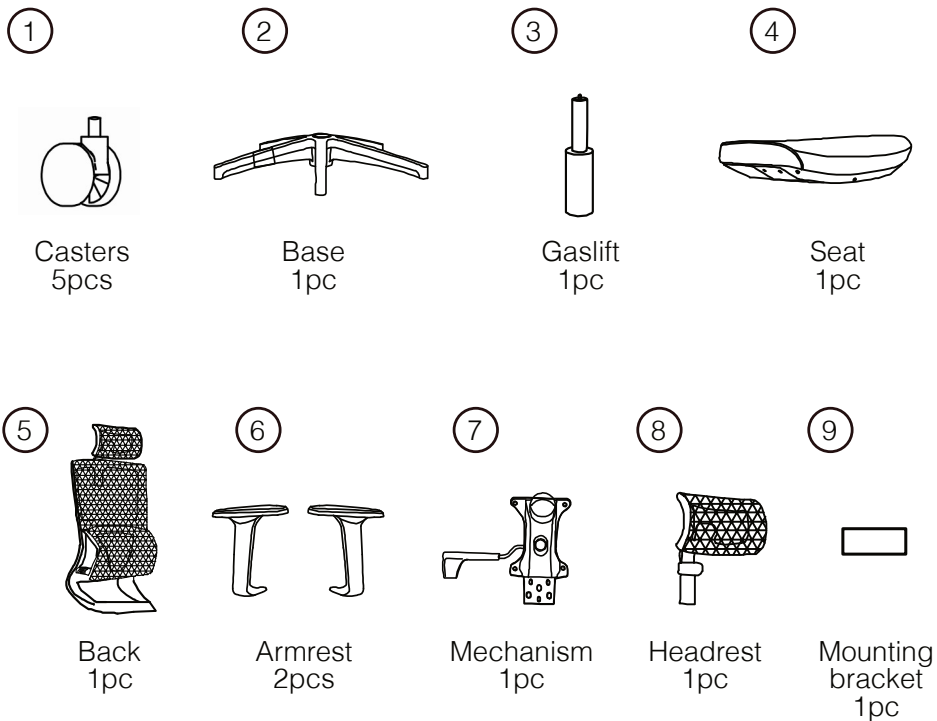 1
2
3
4
Casters
5pcs
Base
1pc
Gaslift
1pc
Seat
1pc
5
6
7
8
9
Back
1pc
Armrest
2pcs
Mechanism
1pc
Headrest
1pc
Mounting
bracket
1pc